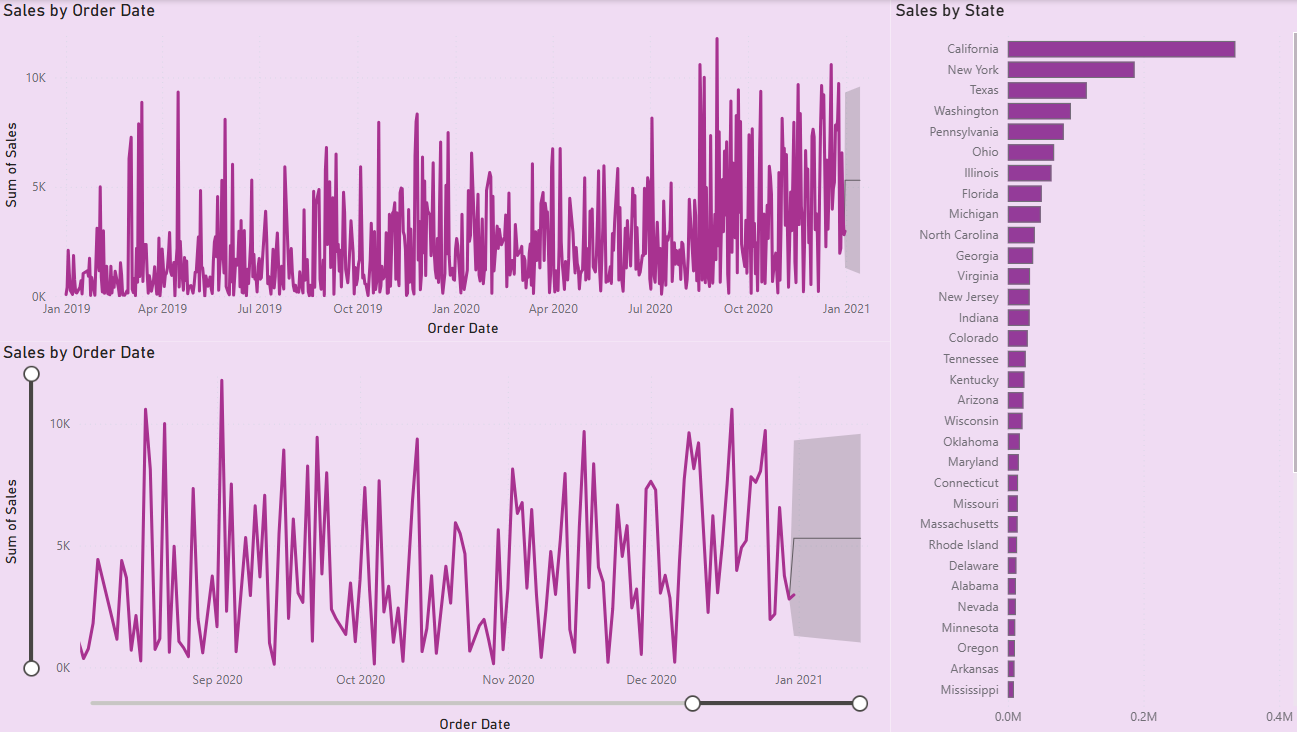 Sales by Order Date
10K
5K
0K
Sum of Sales
Jan 2019 Apr 2019 Jul 2019 Oct 2019 Jan 2020 Apr 2020 Jul 2020 Oct 2020 Jan 2021
Order Date
Sales by Order Date
10K
5K
0K
Sum of Sales
Sep 2020 Oct 2020 Nov 2020 Dec 2020 Jan 2021
Order Date
Sales by State
California
New York
Texas
Washington
Pennsylvania
Ohio
Illinois
Florida
Michigan
North Carolina
Georgia
Virginia
New Jersey
Indiana
Colorado
Tennessee
Kentucky
Arizona
Wisconsin
Oklahoma
Maryland
Connecticut
Missouri
Massachusetts
Rhode Island
Delaware
Alabama
Nevada
Minnesota
Oregon
Arkansas
Mississippi
0.0M 0.2M 0.4M